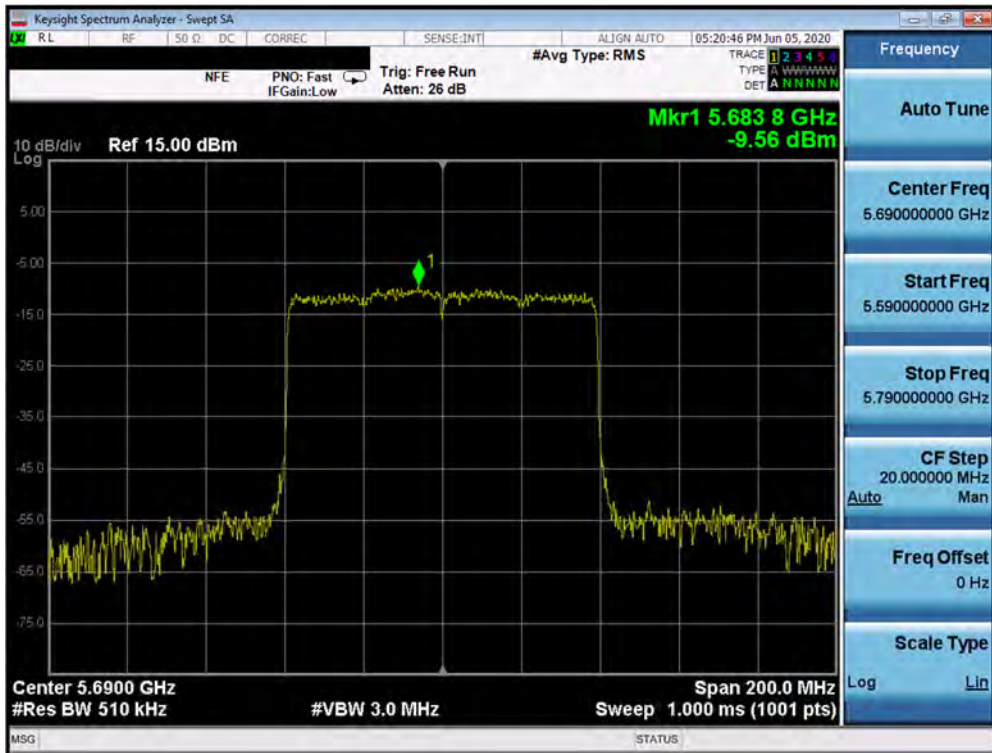 Keysight Spectrum Analyzer - Swept SA
LXI RL RF 50 Ω DC CORREC SENSE:INT ALIGN AUTO 05:20:46 PM Jun 05, 2020
NFE PNO: Fast Trig: Free Run #Avg Type: RMS TRACE 1 2 3 4 5 6
IFGain:Low Atten: 26 dB TYPE A WWWWW
DET A N N N N N
Mkr1 5.683 8 GHz
-9.56 dBm
10 dB/div Ref 15.00 dBm
Log
1
5.00
-5.00
-15.0
-25.0
-35.0
-45.0
-55.0
-65.0
-75.0
Center 5.6900 GHz Span 200.0 MHz
#Res BW 510 kHz #VBW 3.0 MHz Sweep 1.000 ms (1001 pts)
MSG STATUS
Frequency
Auto Tune
Center Freq
5.690000000 GHz
Start Freq
5.590000000 GHz
Stop Freq
5.790000000 GHz
CF Step
20.000000 MHz
Auto Man
Freq Offset
0 Hz
Scale Type
Log Lin